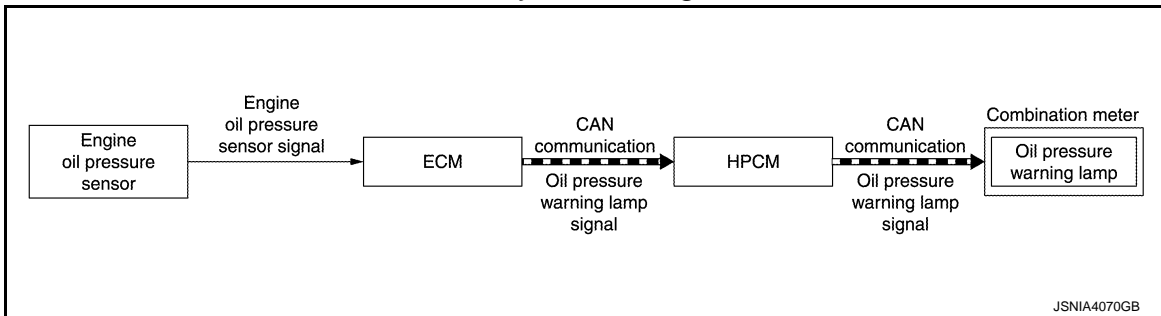 Engine
oil pressure
sensor
Engine
oil pressure
sensor signal
ECM
CAN
communication
Oil pressure
warning lamp
signal
HPCM
CAN
communication
Oil pressure
warning lamp
signal
Combination meter
Oil pressure
warning lamp
JSNIA4070GB